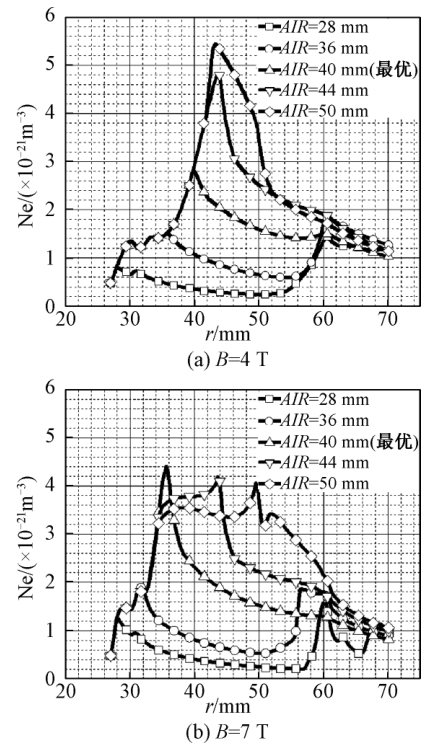 6
AIR=28 mm
AIR=36 mm
5
AIR=40 mm(最优)
AIR=44 mm
4
AIR=50 mm
3
2
1
0
Ne/(×10⁻²¹m⁻³)
20 30 40 50 60 70
r/mm
(a) B=4 T
6
AIR=28 mm
AIR=36 mm
5
AIR=40 mm(最优)
AIR=44 mm
4
AIR=50 mm
3
2
1
0
Ne/(×10⁻²¹m⁻³)
20 30 40 50 60 70
r/mm
(b) B=7 T